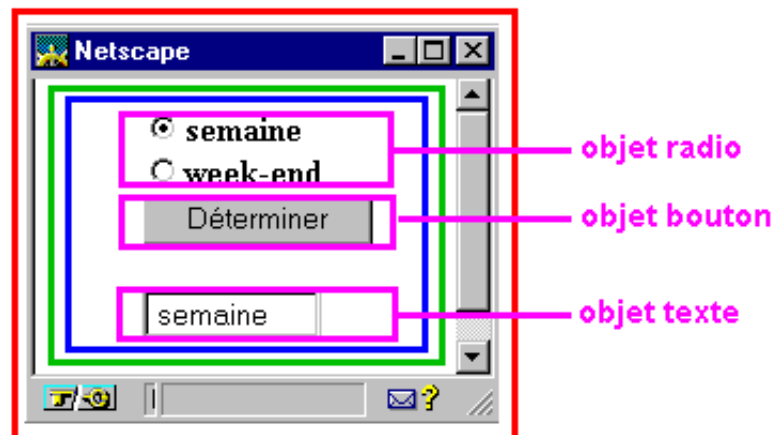 Netscape
semaine
week-end
objet radio
Déterminer
objet bouton
semaine
objet texte